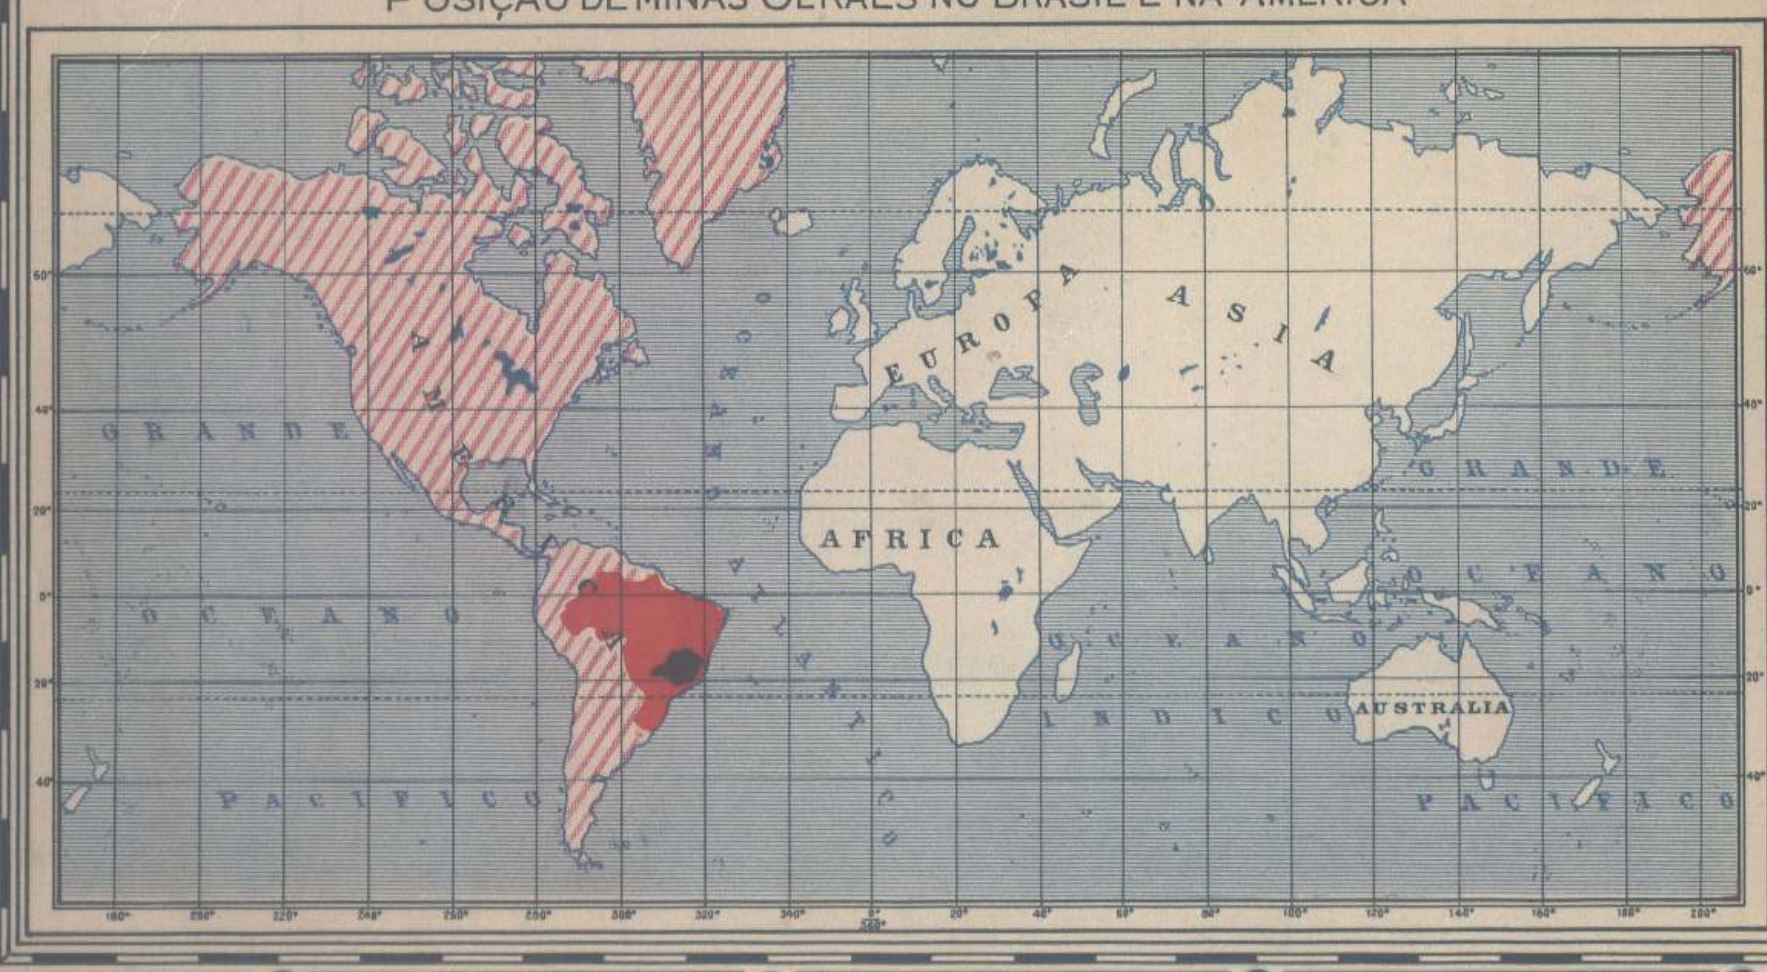 POSIÇÃO DE MINAS GERAES NO BRASIL E NA AMERICA
AMERICA
EUROPA
ASIA
AFRICA
AUSTRALIA
OCEANO ATLANTICO
GRANDE
OCEANO
PACIFICO
GRANDE
OCEANO
PACIFICO
OCEANO
INDICO
60°
40°
20°
0°
20°
40°
60°
40°
20°
0°
20°
40°
180° 200° 220° 240° 260° 280° 300° 320° 340° 0° 20° 40° 60° 80° 100° 120° 140° 160° 180° 200°
360°